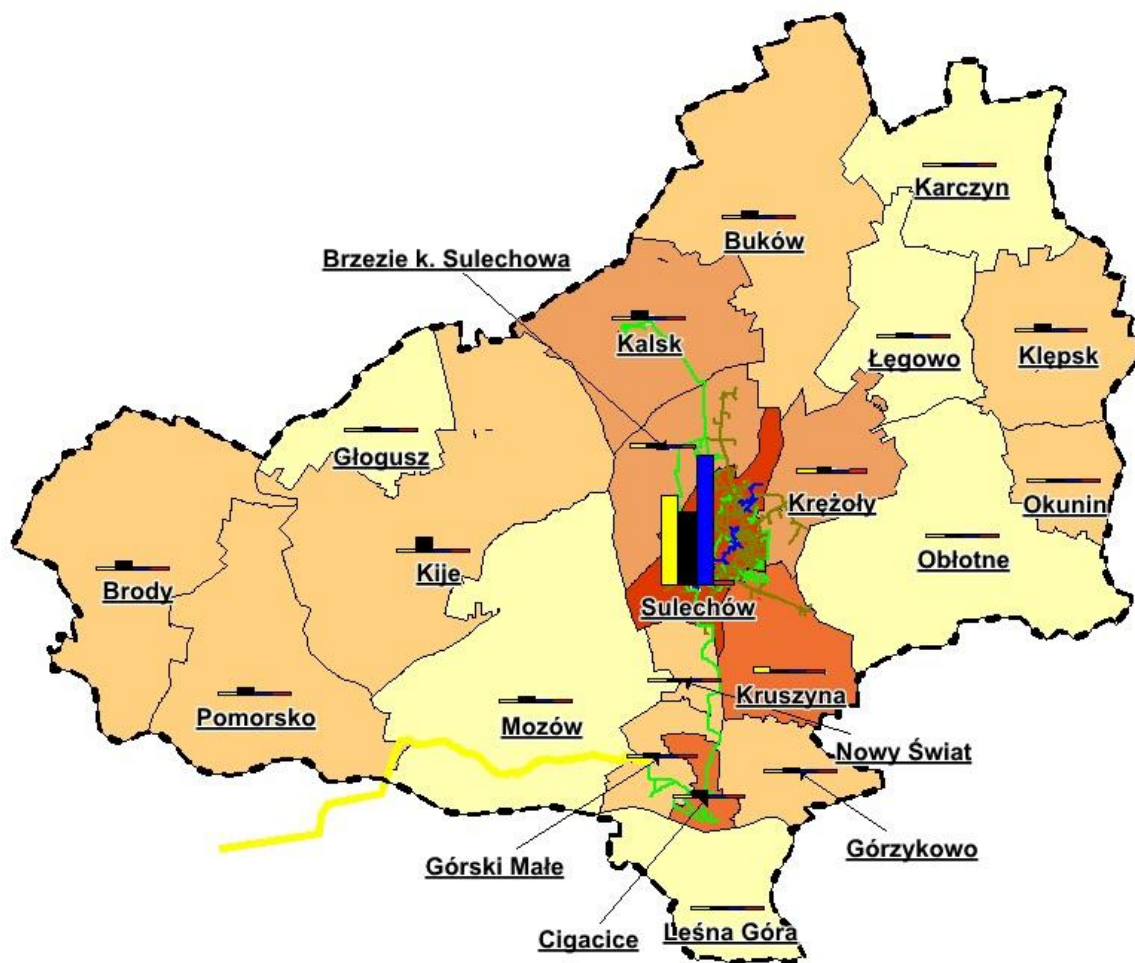 Karczyn
Buków
Brzezie k. Sulechowa
Kalsk
Łęgowo
Klępsk
Głogusz
Krężoły
Okunin
Kije
Obłotne
Brody
Sulechów
Kruszyna
Pomorsko
Mozów
Nowy Świat
Górzykowo
Górski Małe
Leśna Góra
Cigacice